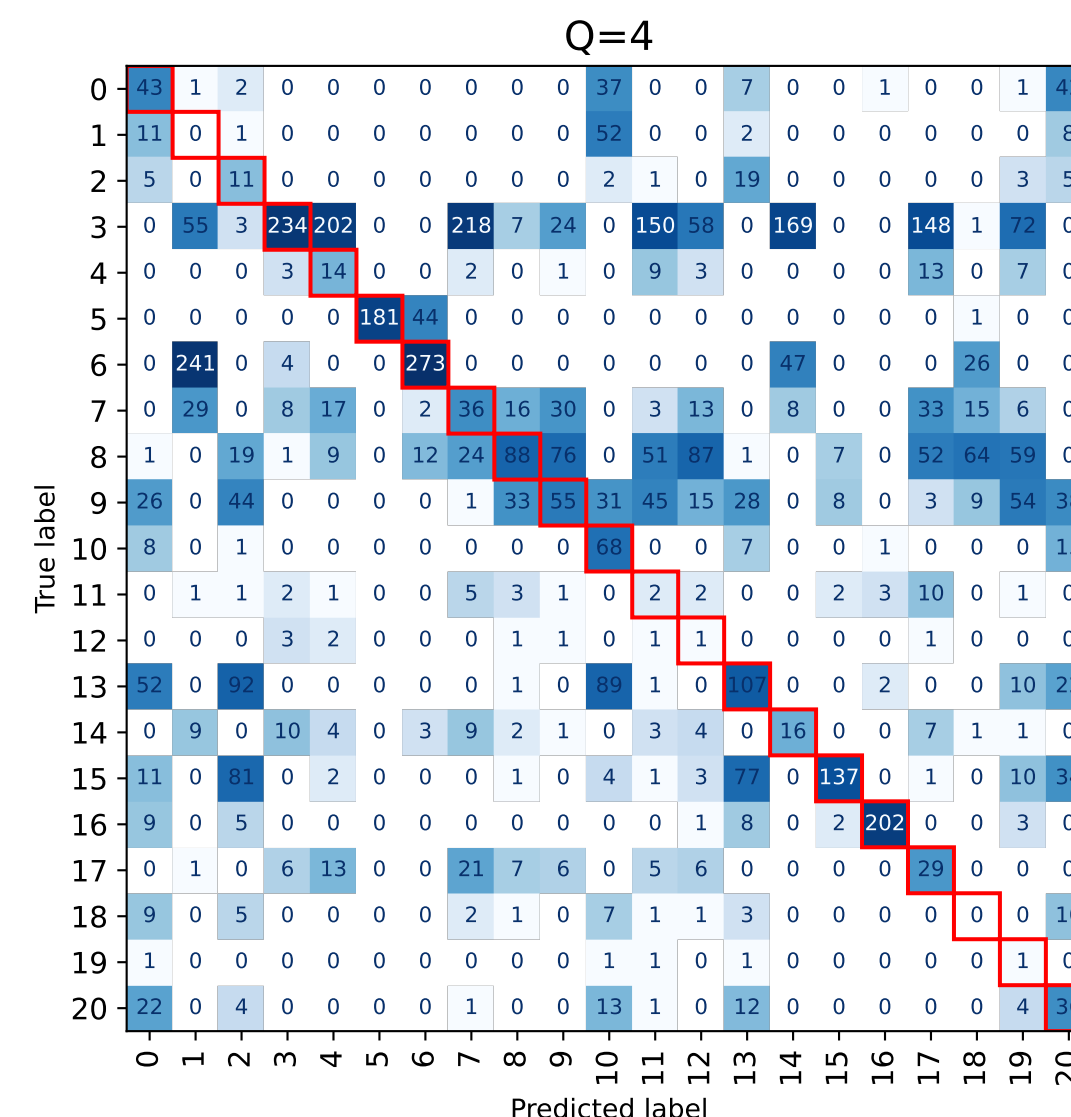 Q=4
0 43 1 2 0 0 0 0 0 0 0 37 0 0 7 0 0 1 0 0 1
1 11 0 1 0 0 0 0 0 0 0 52 0 0 2 0 0 0 0 0 0
2 5 0 11 0 0 0 0 0 0 0 2 1 0 19 0 0 0 0 0 3
3 0 55 3 234 202 0 0 218 7 24 0 150 58 0 169 0 0 148 1 72
4 0 0 0 3 14 0 0 2 0 1 0 9 3 0 0 0 0 13 0 7
5 0 0 0 0 0 181 44 0 0 0 0 0 0 0 0 0 0 0 1 0
6 0 241 0 4 0 0 273 0 0 0 0 0 0 0 47 0 0 0 26 0
7 0 29 0 8 17 0 2 36 16 30 0 3 13 0 8 0 0 33 15 6
8 1 0 19 1 9 0 12 24 88 76 0 51 87 1 0 7 0 52 64 59
9 26 0 44 0 0 0 0 1 33 55 31 45 15 28 0 8 0 3 9 54
10 8 0 1 0 0 0 0 0 0 0 68 0 0 7 0 0 1 0 0 0
11 0 1 1 2 1 0 0 5 3 1 0 2 2 0 0 2 3 10 0 1
12 0 0 0 3 2 0 0 0 1 1 0 1 1 0 0 0 0 1 0 0
13 52 0 92 0 0 0 0 0 1 0 89 1 0 107 0 0 2 0 0 10
14 0 9 0 10 4 0 3 9 2 1 0 3 4 0 16 0 0 7 1 1
15 11 0 81 0 2 0 0 0 1 0 4 1 3 77 0 137 0 1 0 10
16 9 0 5 0 0 0 0 0 0 0 0 0 1 8 0 2 202 0 0 3
17 0 1 0 6 13 0 0 21 7 6 0 5 6 0 0 0 0 29 0 0
18 9 0 5 0 0 0 0 2 1 0 7 1 1 3 0 0 0 0 0 0
19 1 0 0 0 0 0 0 0 0 0 1 1 0 1 0 0 0 0 0 1
20 22 0 4 0 0 0 0 1 0 0 13 1 0 12 0 0 0 0 0 4
True label
0 1 2 3 4 5 6 7 8 9 10 11 12 13 14 15 16 17 18 19 20
Predicted label